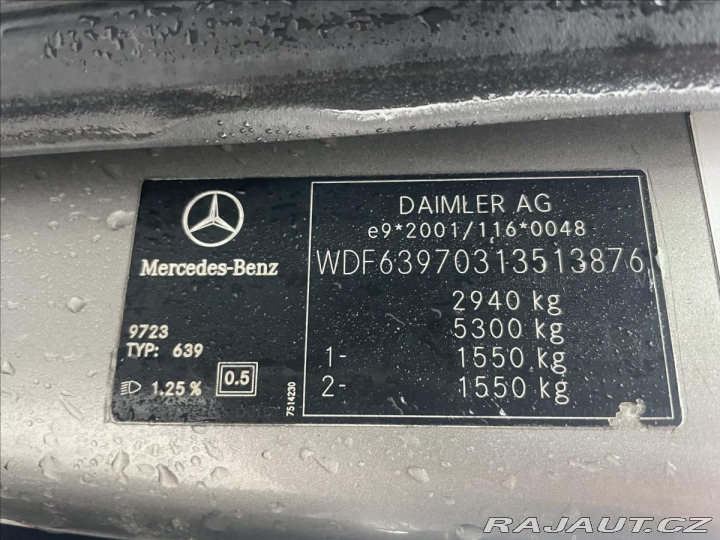 DAIMLER AG
e9*2001/116*0048
WDF63970313513876
2940 kg
5300 kg
1- 1550 kg
2- 1550 kg
Mercedes-Benz
9723
TYP: 639
1.25 % 0.5
7514230
RAJAUT.CZ